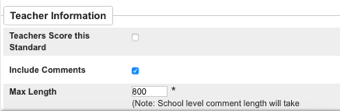 Teacher Information
Teachers Score this
Standard
Include Comments
Max Length 800 *
(Note: School level comment length will take